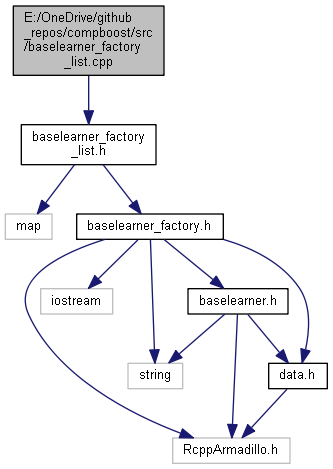 E:/OneDrive/github
_repos/compboost/src
/baselearner_factory
_list.cpp
baselearner_factory
_list.h
map
baselearner_factory.h
iostream
baselearner.h
string
data.h
RcppArmadillo.h